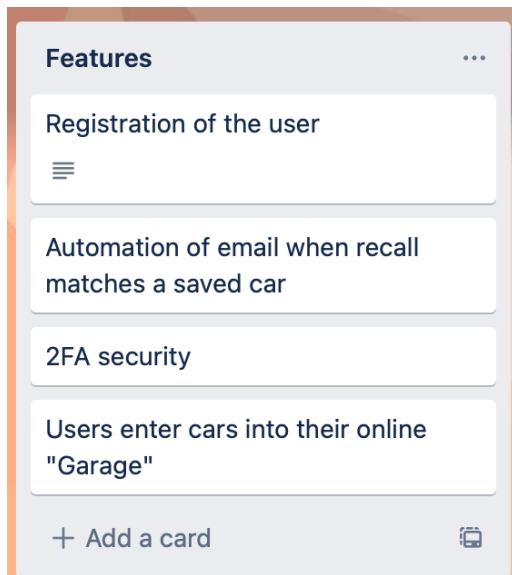 Features
Registration of the user
Automation of email when recall
matches a saved car
2FA security
Users enter cars into their online
"Garage"
+ Add a card